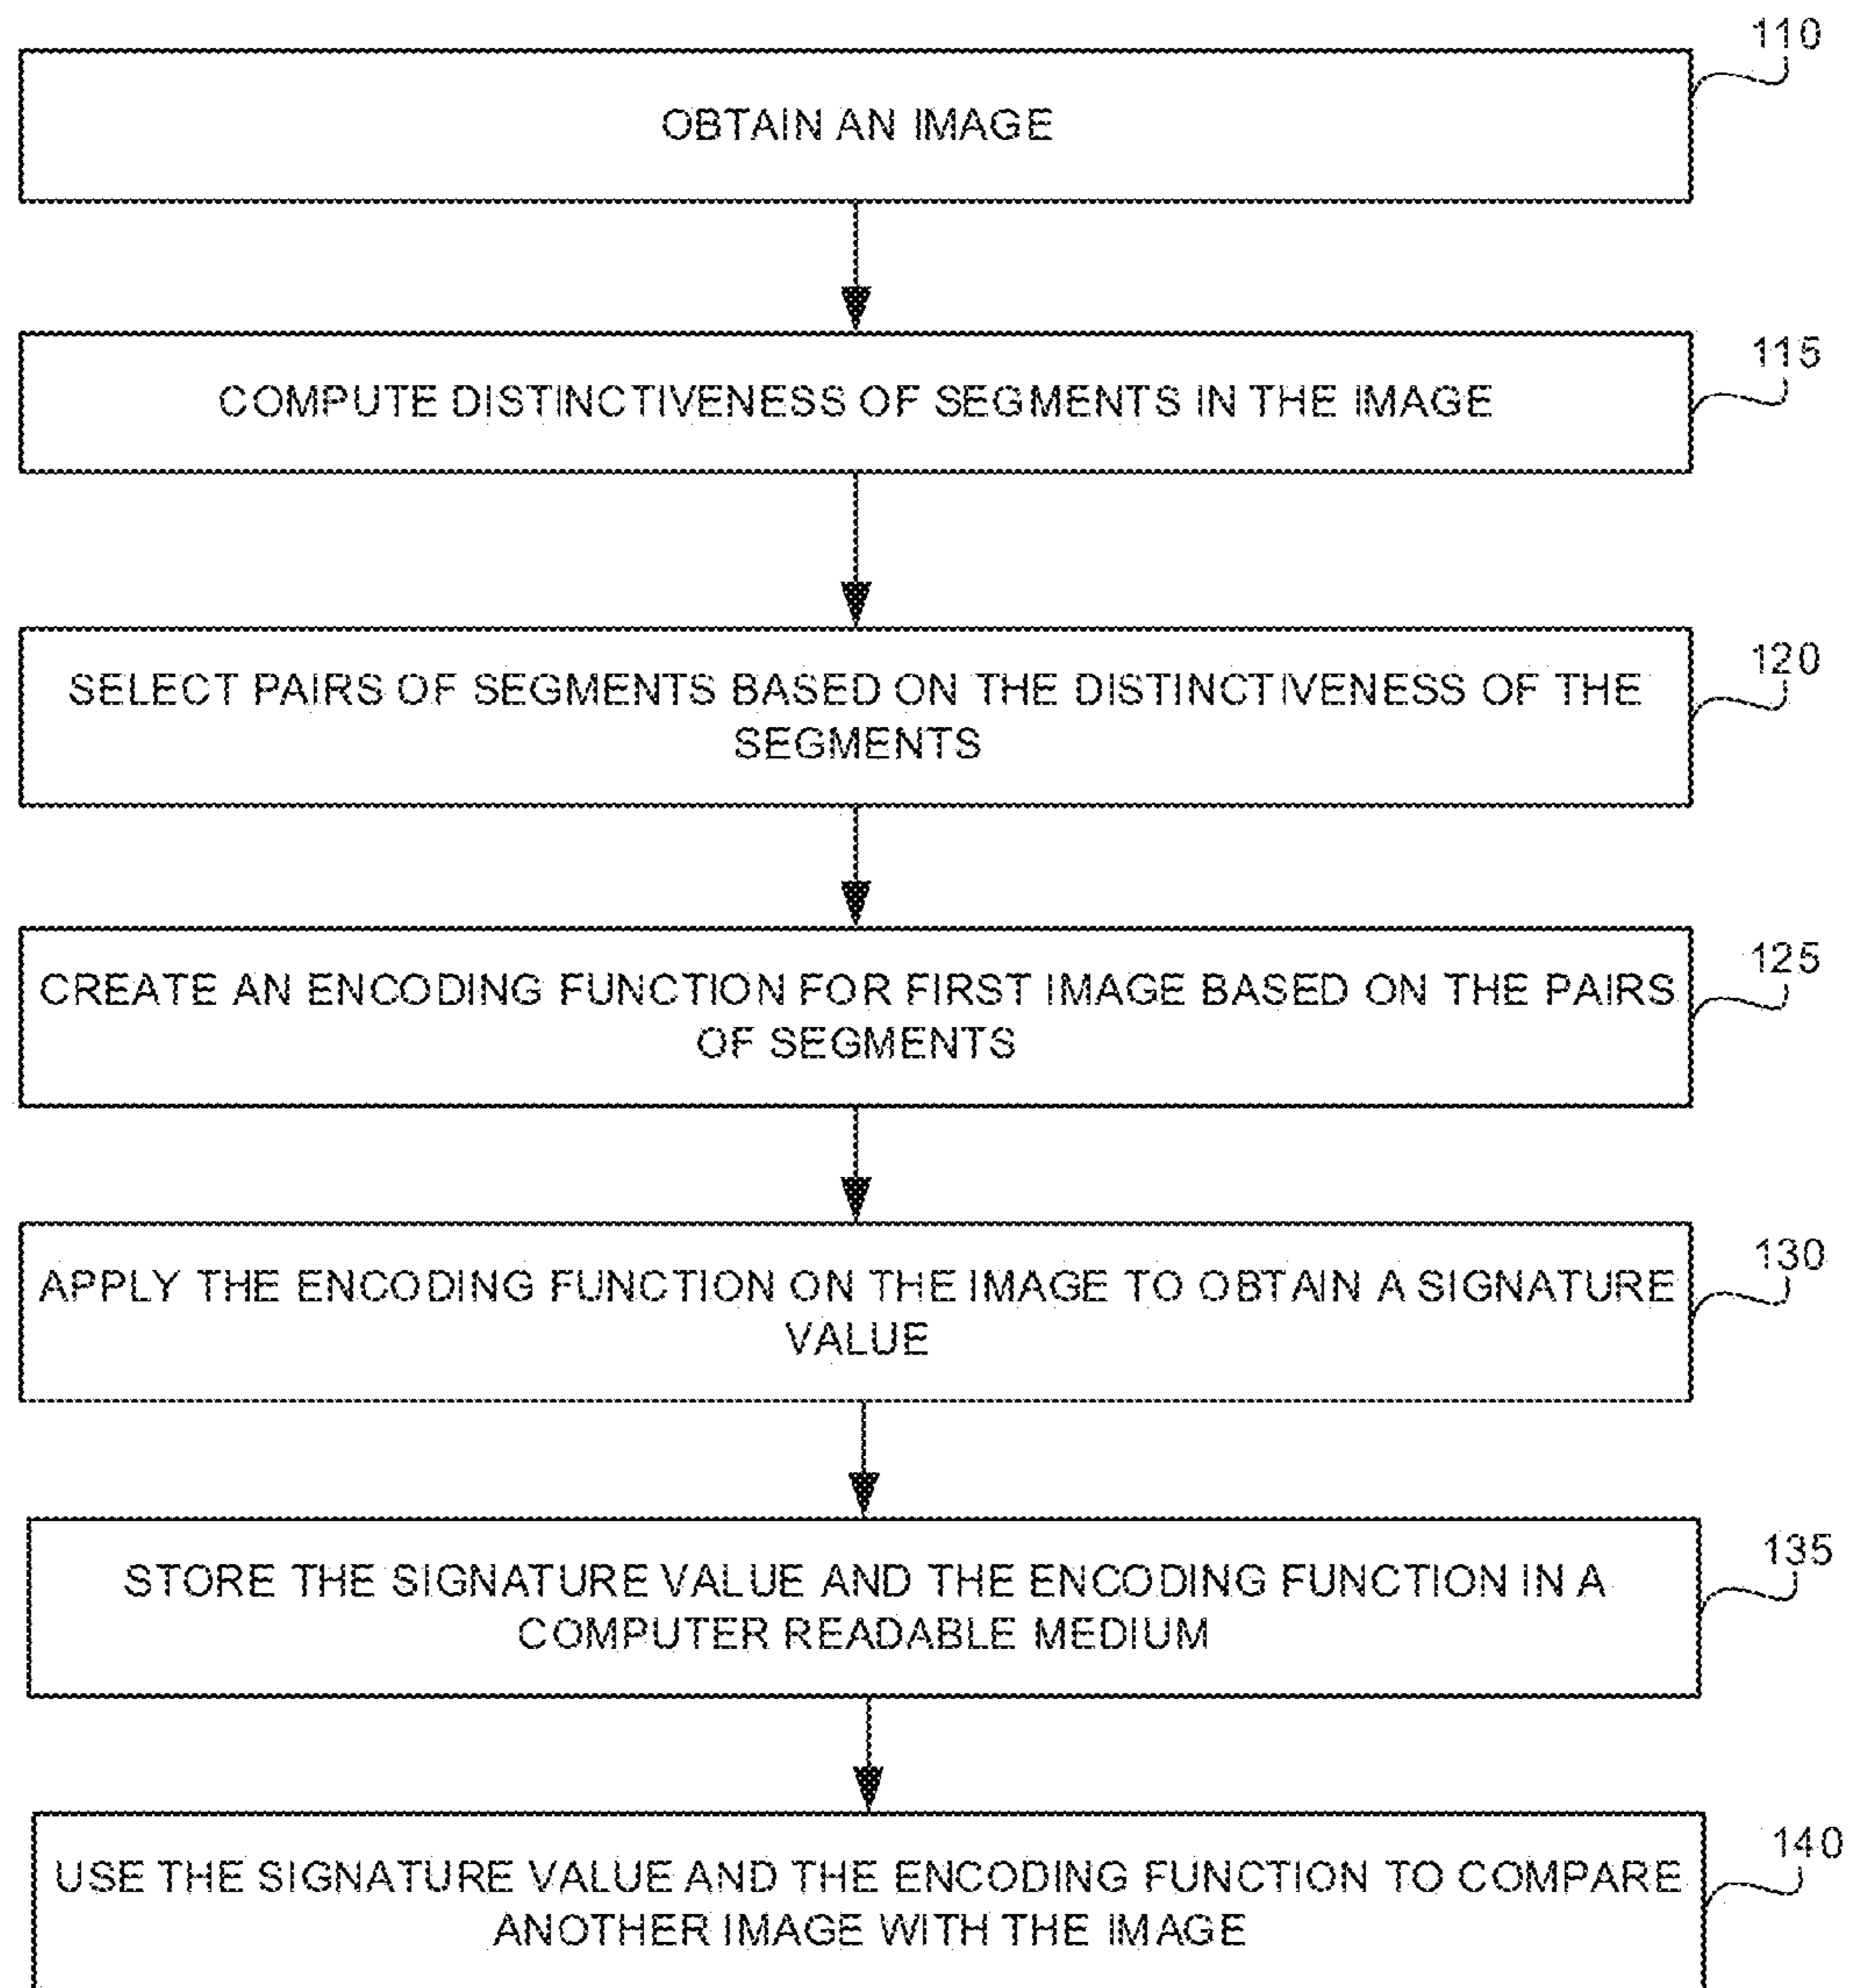 110
OBTAIN AN IMAGE
115
COMPUTE DISTINCTIVENESS OF SEGMENTS IN THE IMAGE
120
SELECT PAIRS OF SEGMENTS BASED ON THE DISTINCTIVENESS OF THE
SEGMENTS
125
CREATE AN ENCODING FUNCTION FOR FIRST IMAGE BASED ON THE PAIRS
OF SEGMENTS
130
APPLY THE ENCODING FUNCTION ON THE IMAGE TO OBTAIN A SIGNATURE
VALUE
135
STORE THE SIGNATURE VALUE AND THE ENCODING FUNCTION IN A
COMPUTER READABLE MEDIUM
140
USE THE SIGNATURE VALUE AND THE ENCODING FUNCTION TO COMPARE
ANOTHER IMAGE WITH THE IMAGE